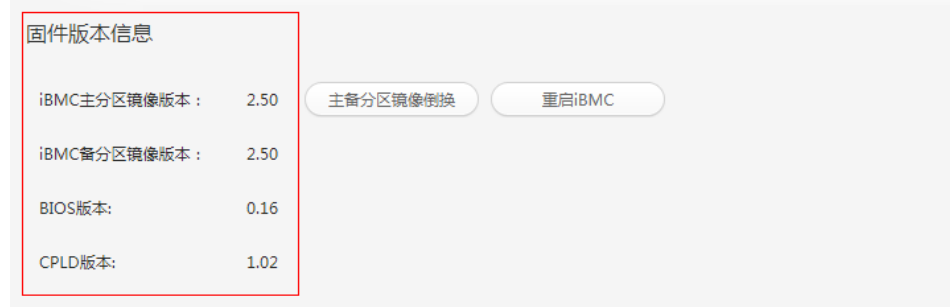 固件版本信息
iBMC主分区镜像版本： 2.50 主备分区镜像倒换 重启iBMC
iBMC备分区镜像版本： 2.50
BIOS版本: 0.16
CPLD版本: 1.02